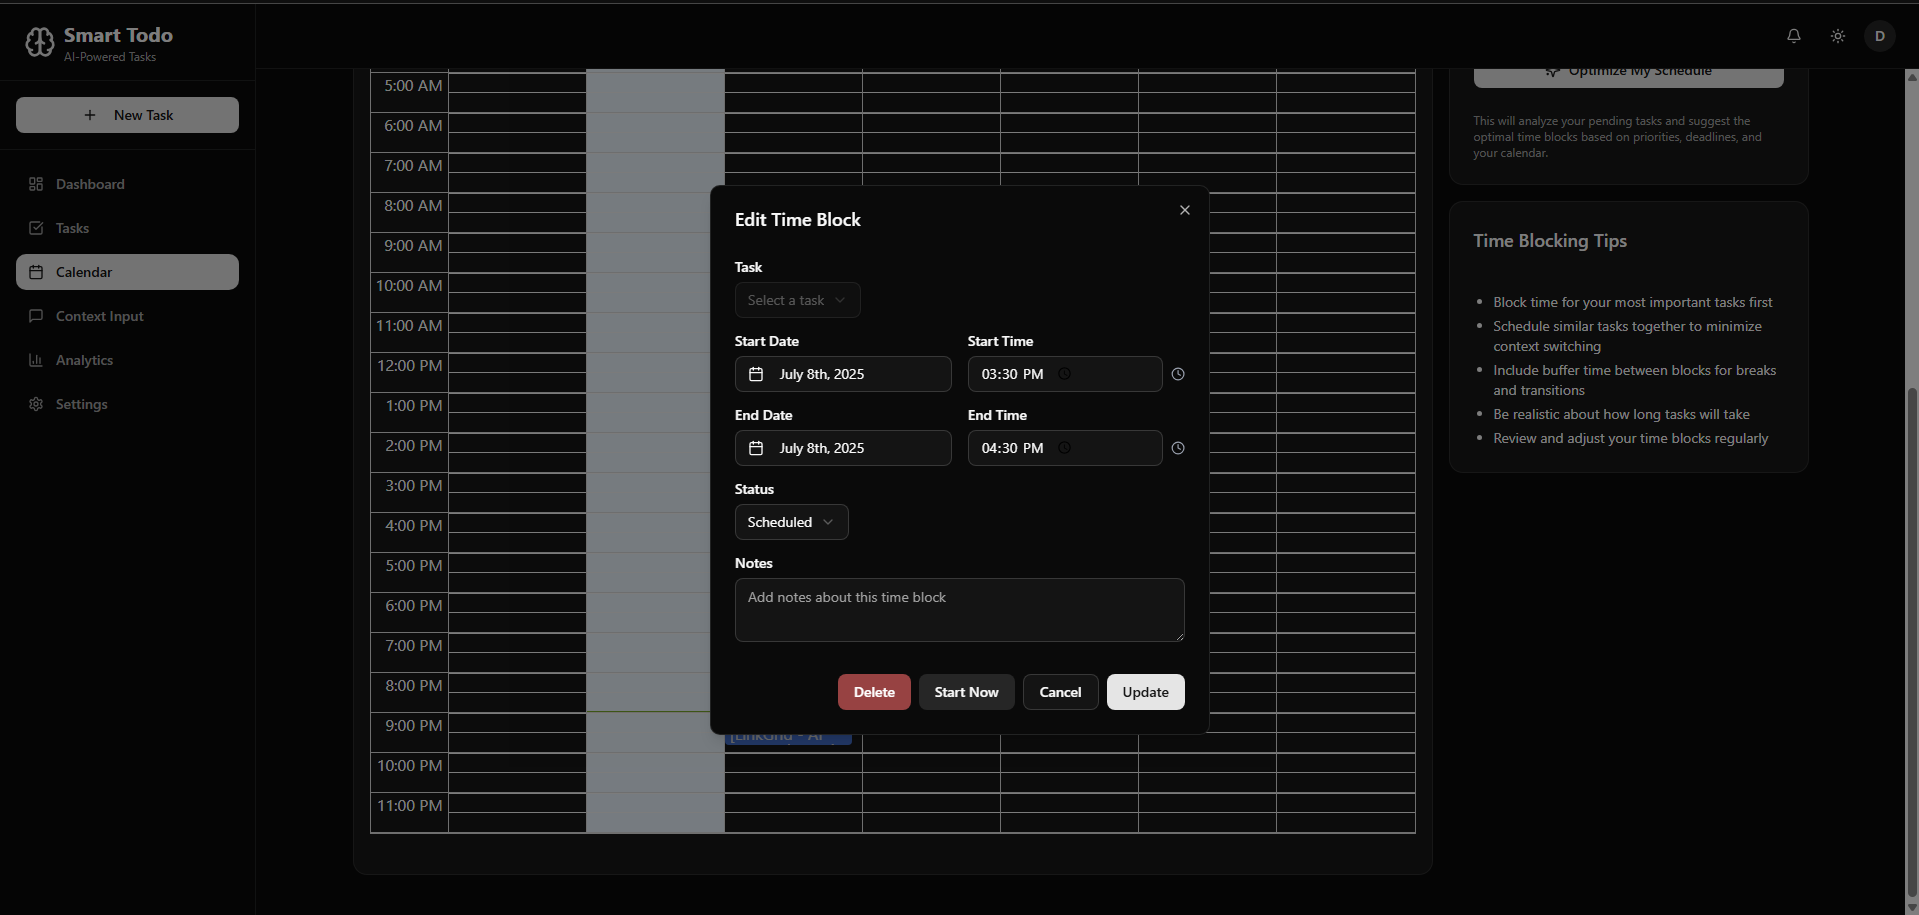 Smart Todo
AI-Powered Tasks
New Task
Dashboard
Tasks
Calendar
Context Input
Analytics
Settings
D
5:00 AM
6:00 AM
7:00 AM
8:00 AM
9:00 AM
10:00 AM
11:00 AM
12:00 PM
1:00 PM
2:00 PM
3:00 PM
4:00 PM
5:00 PM
6:00 PM
7:00 PM
8:00 PM
9:00 PM
10:00 PM
11:00 PM
[LinkGrid - AI
Edit Time Block
Task
Select a task
Start Date
Start Time
July 8th, 2025
03:30 PM
End Date
End Time
July 8th, 2025
04:30 PM
Status
Scheduled
Notes
Add notes about this time block
Delete
Start Now
Cancel
Update
Optimize My Schedule
This will analyze your pending tasks and suggest the
optimal time blocks based on priorities, deadlines, and
your calendar.
Time Blocking Tips
• Block time for your most important tasks first
• Schedule similar tasks together to minimize
context switching
• Include buffer time between blocks for breaks
and transitions
• Be realistic about how long tasks will take
• Review and adjust your time blocks regularly